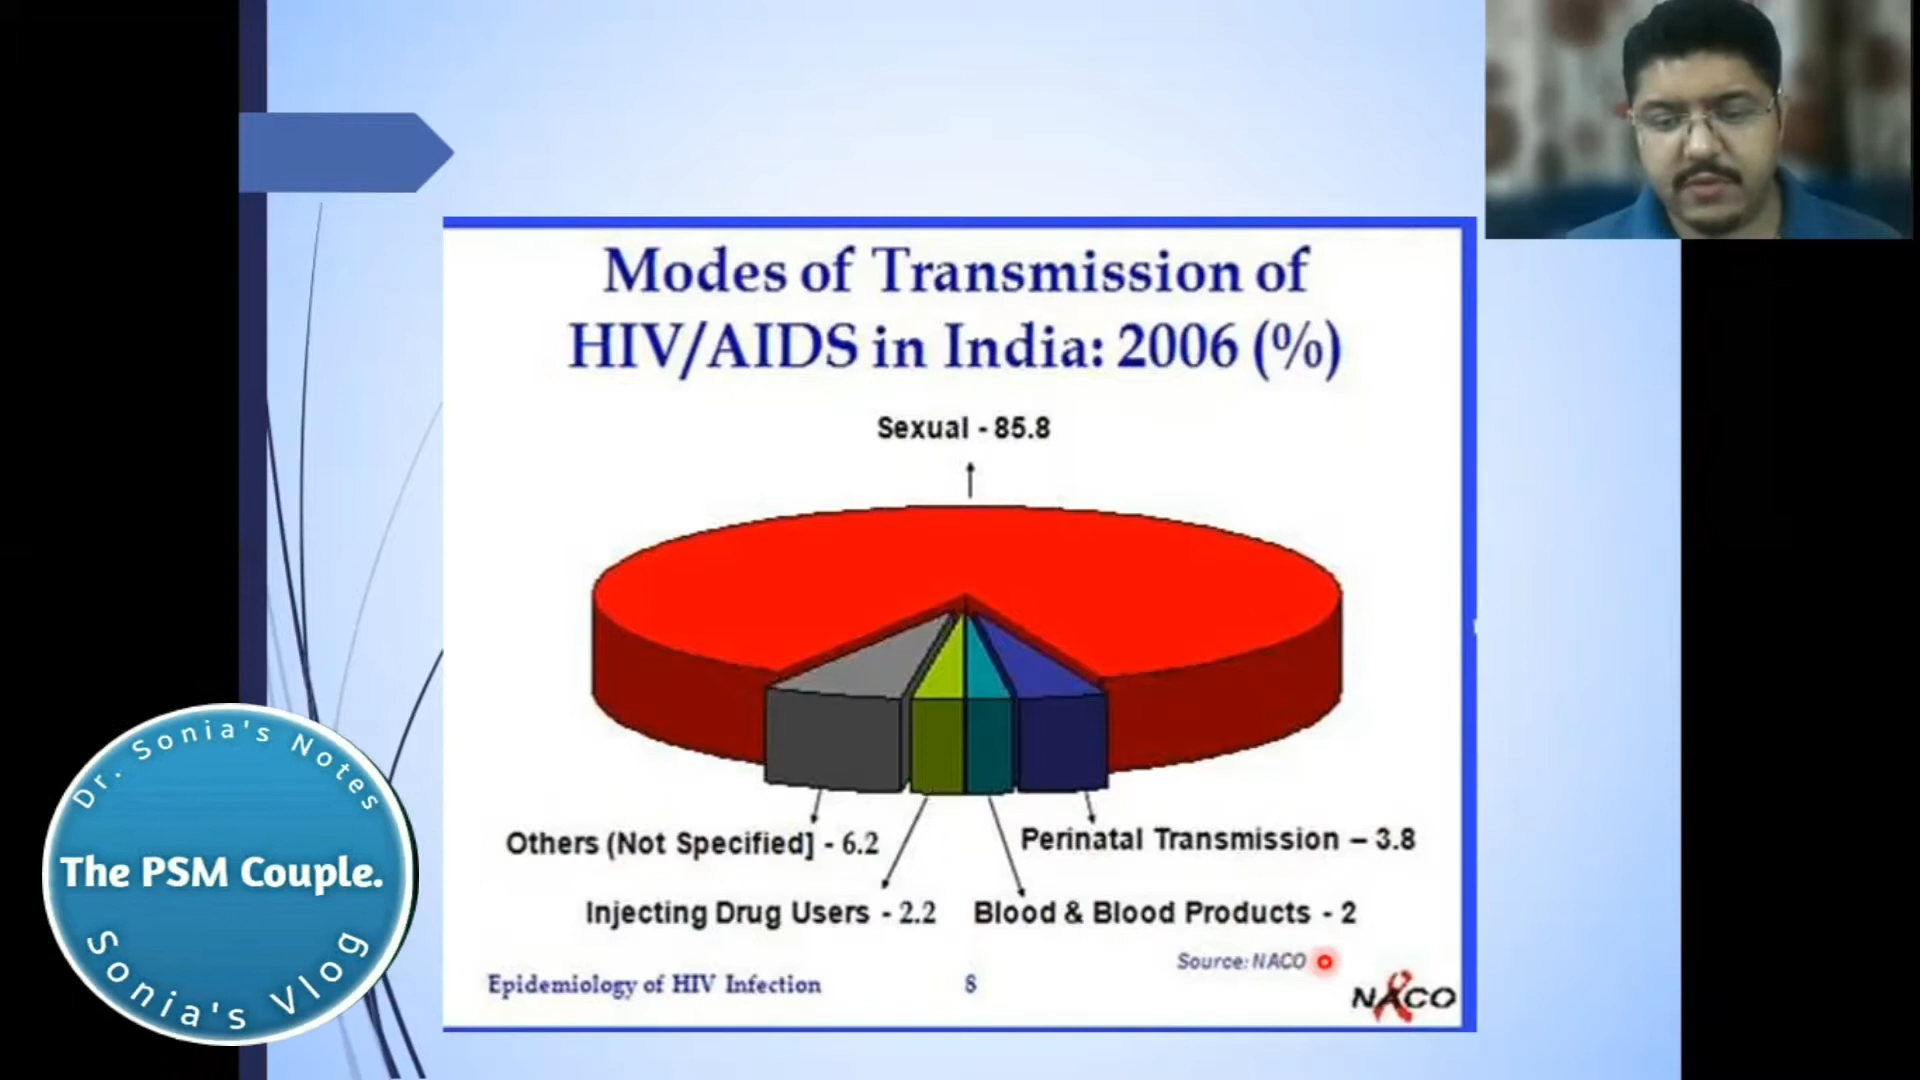 Modes of Transmission of
HIV/AIDS in India: 2006 (%)
Sexual - 85.8
Others (Not Specified] - 6.2
Perinatal Transmission – 3.8
Injecting Drug Users - 2.2
Blood & Blood Products - 2
Source: NACO
Epidemiology of HIV Infection
8
NACO
Dr. Sonia's Notes
The PSM Couple.
Sonia's Vlog